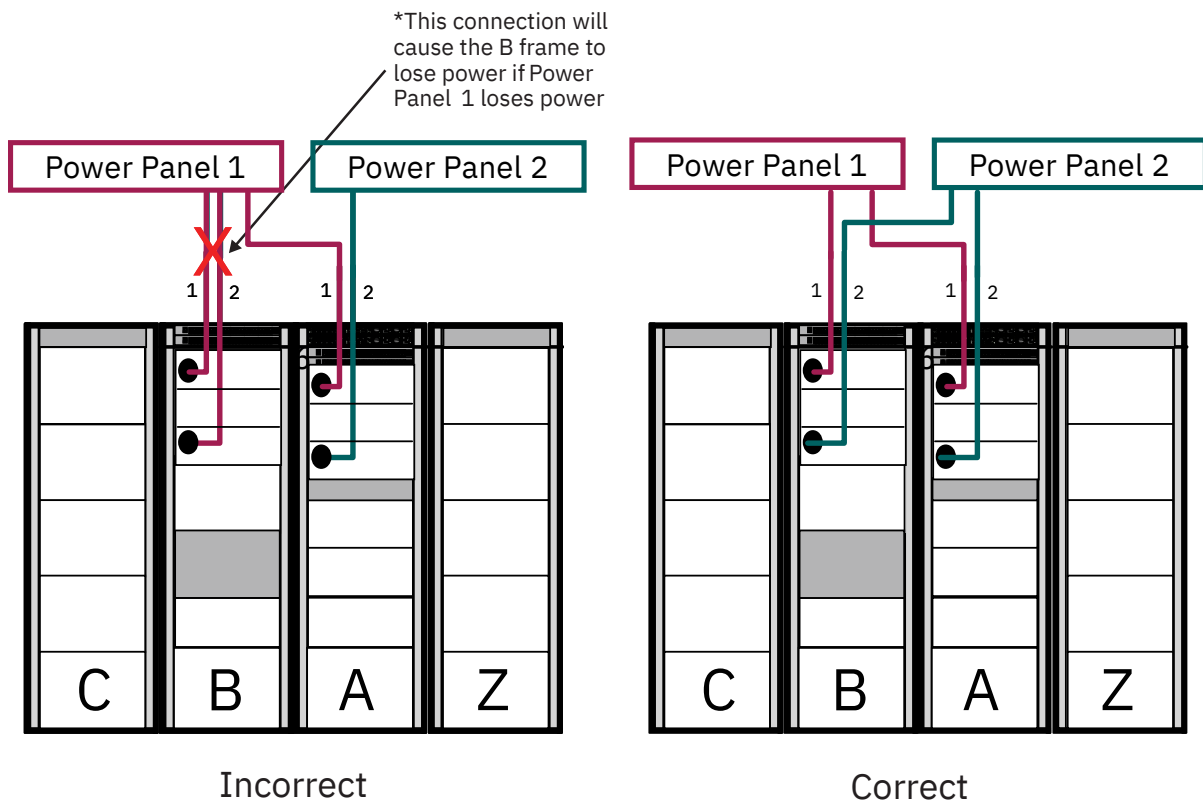 *This connection will
cause the B frame to
lose power if Power
Panel 1 loses power
Power Panel 1
Power Panel 2
Power Panel 1
Power Panel 2
1
2
1
2
1
2
1
2
C
B
A
Z
C
B
A
Z
Incorrect
Correct